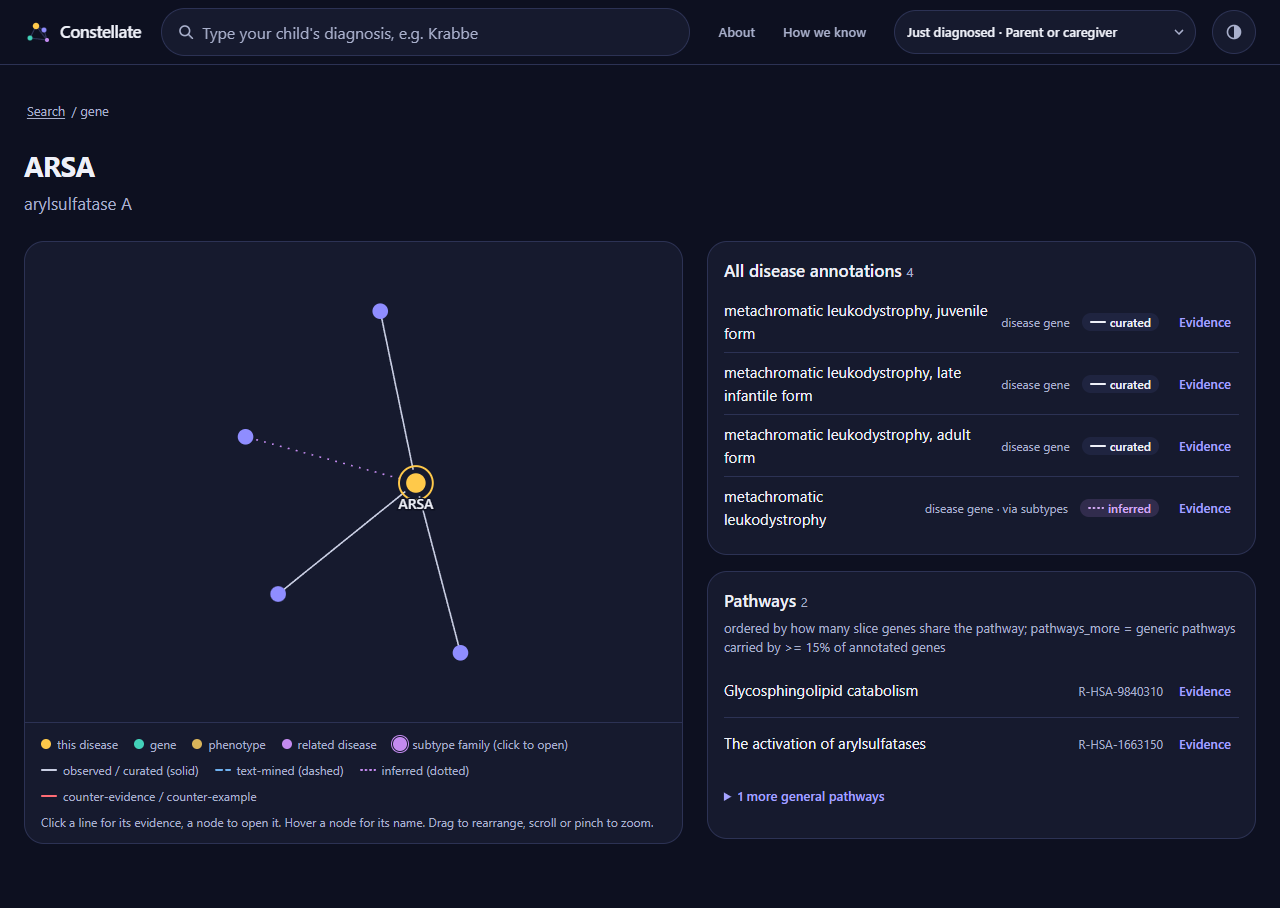 Constellate
Type your child's diagnosis, e.g. Krabbe
About
How we know
Just diagnosed · Parent or caregiver
Search / gene
ARSA
arylsulfatase A
ARSA
this disease
gene
phenotype
related disease
subtype family (click to open)
observed / curated (solid)
text-mined (dashed)
inferred (dotted)
counter-evidence / counter-example
Click a line for its evidence, a node to open it. Hover a node for its name. Drag to rearrange, scroll or pinch to zoom.
All disease annotations 4
metachromatic leukodystrophy, juvenile
form
disease gene
curated
Evidence
metachromatic leukodystrophy, late
infantile form
disease gene
curated
Evidence
metachromatic leukodystrophy, adult
form
disease gene
curated
Evidence
metachromatic
leukodystrophy
disease gene · via subtypes
inferred
Evidence
Pathways 2
ordered by how many slice genes share the pathway; pathways_more = generic pathways
carried by >= 15% of annotated genes
Glycosphingolipid catabolism
R-HSA-9840310
Evidence
The activation of arylsulfatases
R-HSA-1663150
Evidence
1 more general pathways